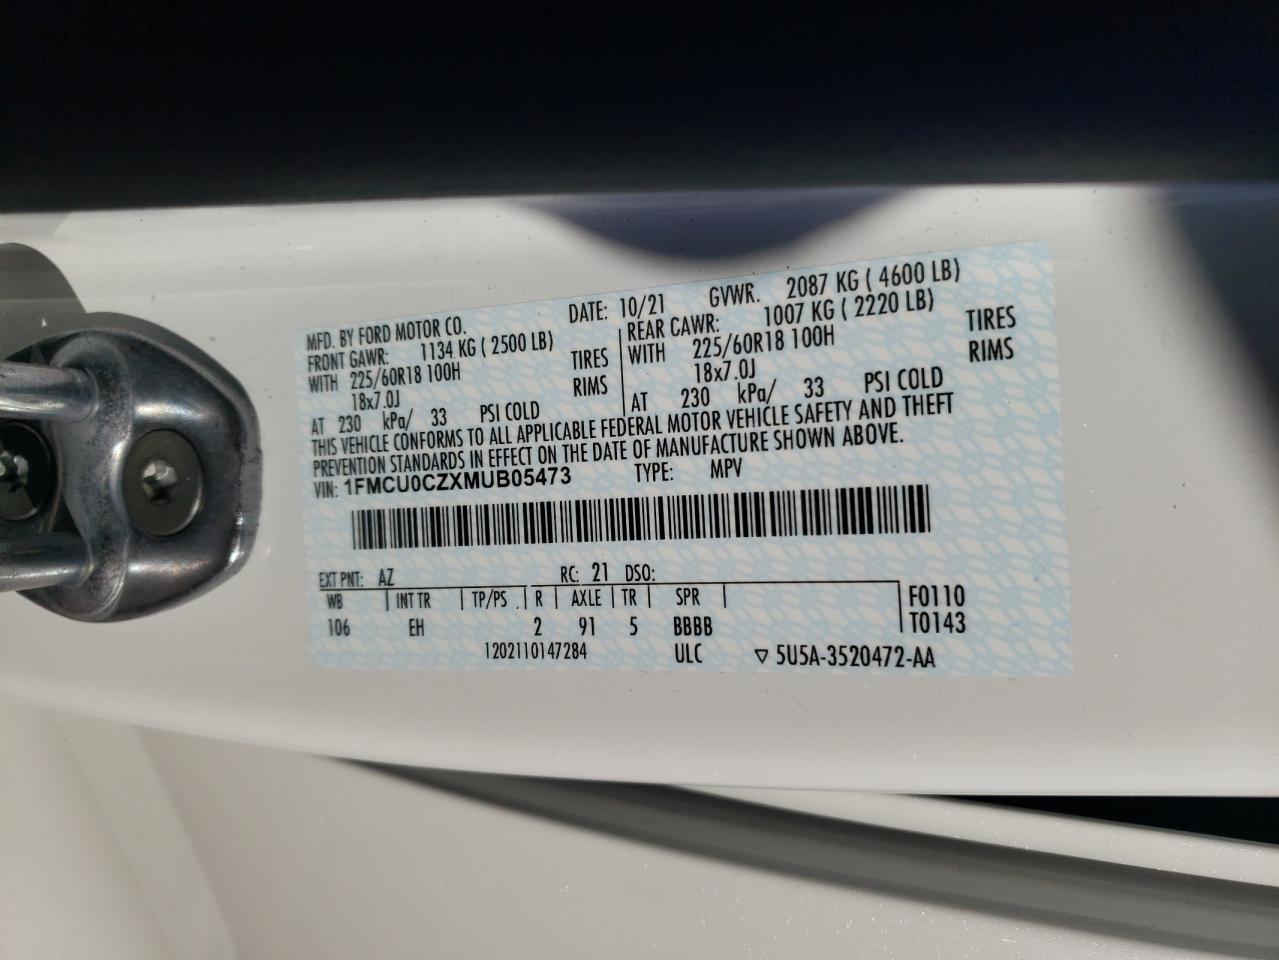 MFD. BY FORD MOTOR CO. DATE: 10/21 GVWR. 2087 KG ( 4600 LB)
FRONT GAWR: 1134 KG ( 2500 LB) REAR CAWR: 1007 KG ( 2220 LB)
WITH 225/60R18 100H TIRES WITH 225/60R18 100H TIRES
18x7.0J RIMS 18x7.0J RIMS
AT 230 kPa/ 33 PSI COLD AT 230 kPa/ 33 PSI COLD
THIS VEHICLE CONFORMS TO ALL APPLICABLE FEDERAL MOTOR VEHICLE SAFETY AND THEFT
PREVENTION STANDARDS IN EFFECT ON THE DATE OF MANUFACTURE SHOWN ABOVE.
VIN: 1FMCU0CZXMUB05473 TYPE: MPV
EXT PNT: AZ RC: 21 DSO:
WB INT TR TP/PS R AXLE TR SPR F0110
106 EH 2 91 5 BBBB T0143
1202110147284 ULC ▽ 5U5A-3520472-AA